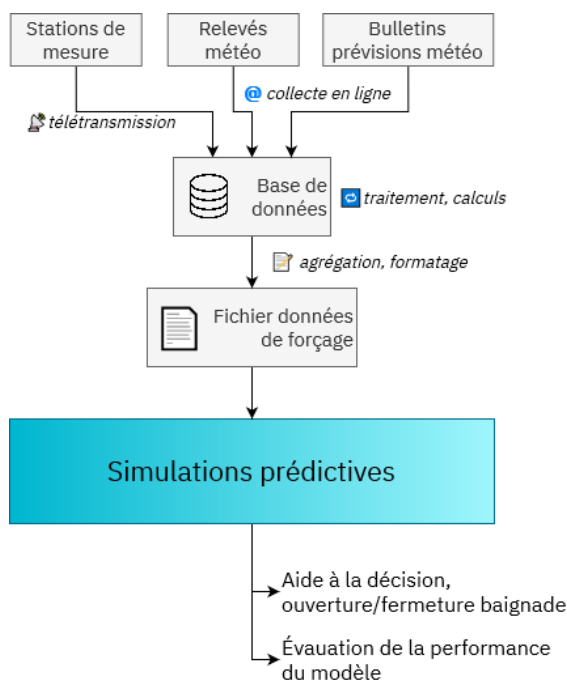 Stations de
mesure
Relevés
météo
Bulletins
prévisions météo
@ collecte en ligne
télétransmission
Base de
données
traitement, calculs
agrégation, formatage
Fichier données
de forçage
Simulations prédictives
Aide à la décision,
ouverture/fermeture baignade
Évauation de la performance
du modèle